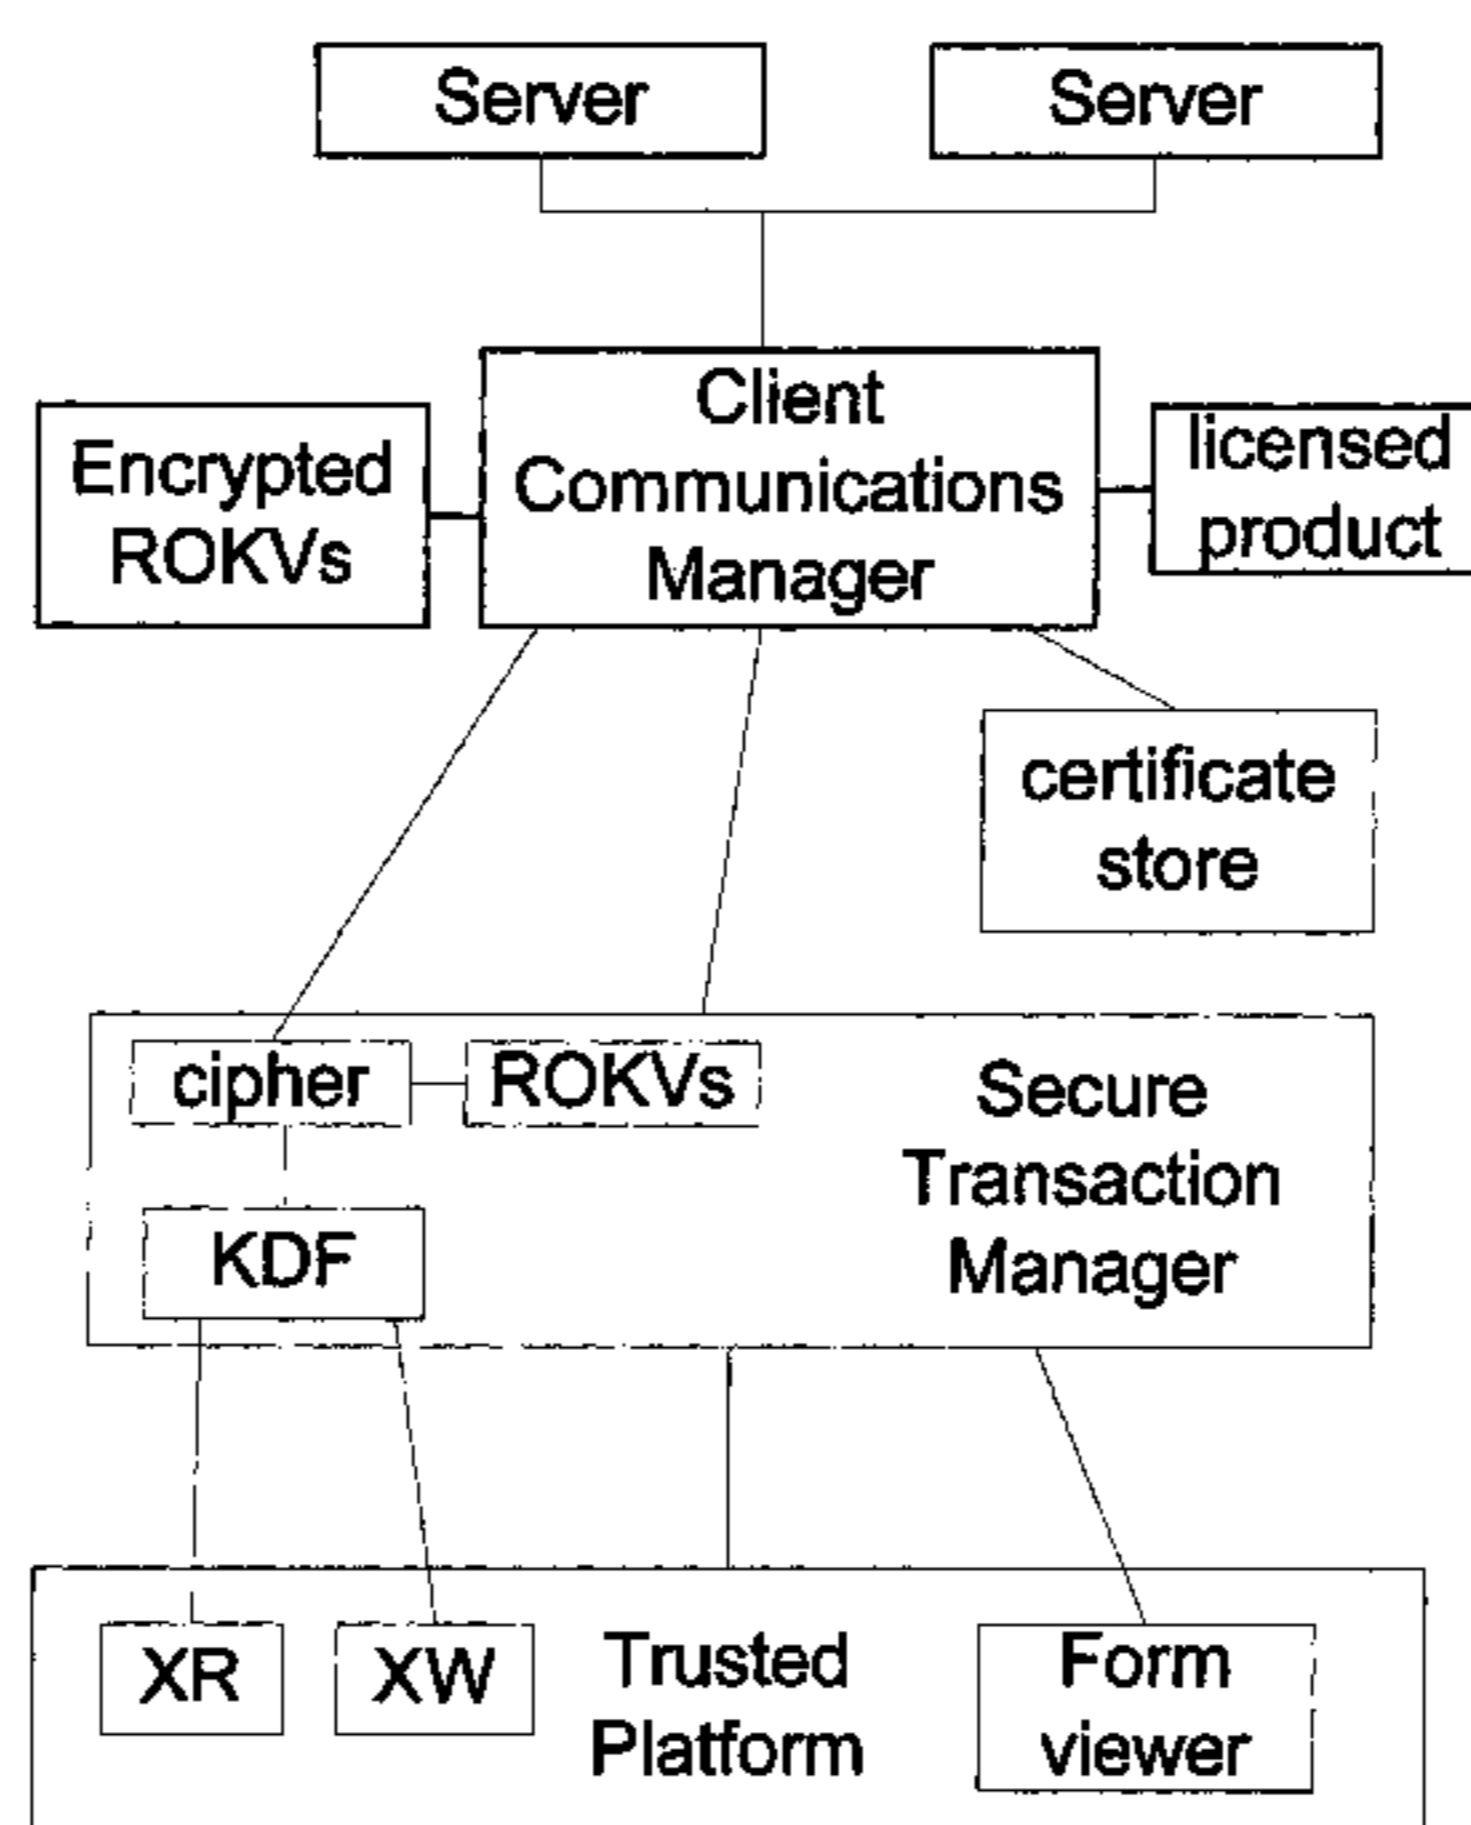 Server
Server
Client
Communications
Manager
Encrypted
ROKVs
licensed
product
certificate
store
cipher
ROKVs
Secure
Transaction
Manager
KDF
XR
XW
Trusted
Platform
Form
viewer